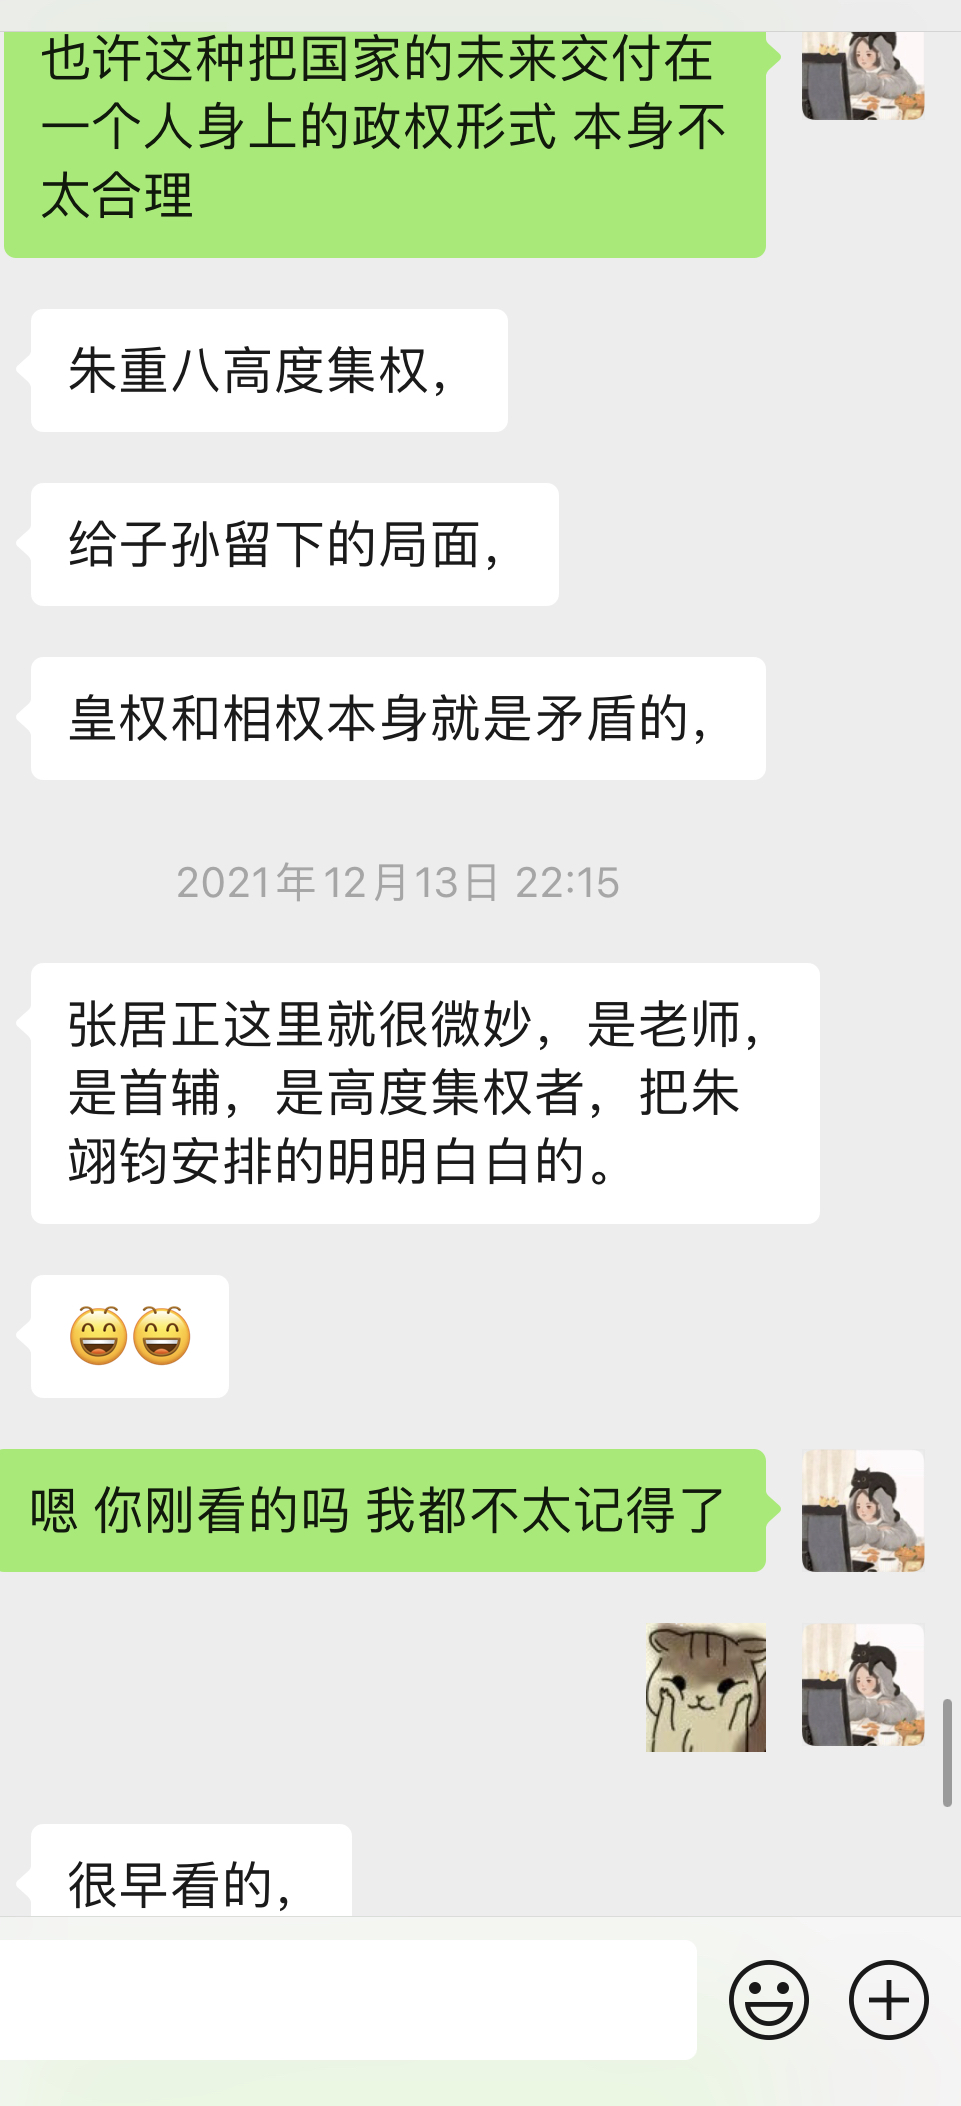 也许这种把国家的未来交付在
一个人身上的政权形式 本身不
太合理
朱重八高度集权，
给子孙留下的局面，
皇权和相权本身就是矛盾的，
2021年12月13日 22:15
张居正这里就很微妙，是老师，
是首辅，是高度集权者，把朱
翊钧安排的明明白白的。
嗯 你刚看的吗 我都不太记得了
很早看的，